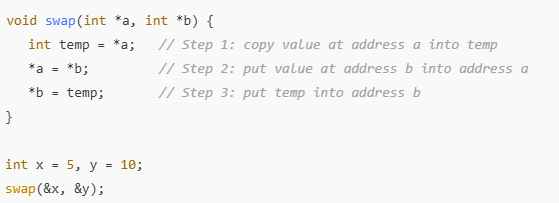 void swap(int *a, int *b) {
   int temp = *a;   // Step 1: copy value at address a into temp
   *a = *b;         // Step 2: put value at address b into address a
   *b = temp;       // Step 3: put temp into address b
}

int x = 5, y = 10;
swap(&x, &y);